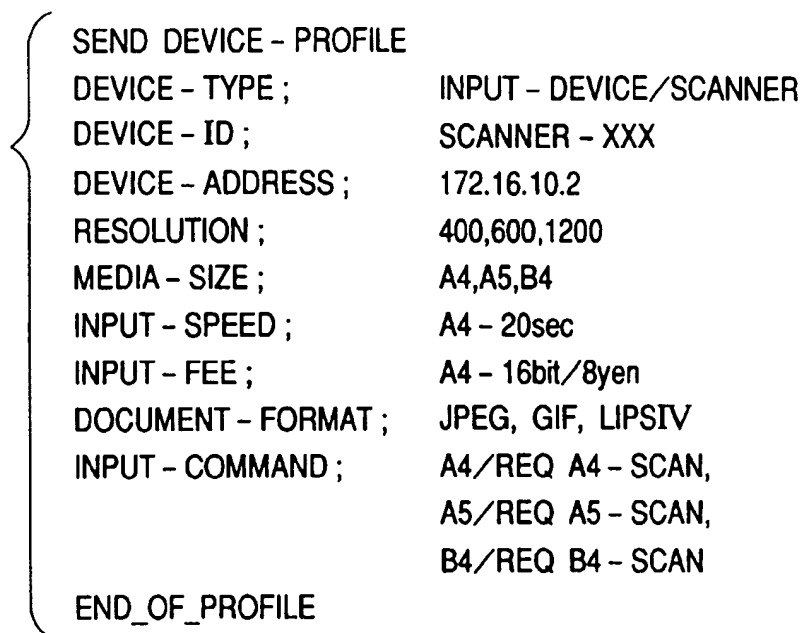 SEND DEVICE - PROFILE
DEVICE - TYPE ; INPUT - DEVICE/SCANNER
DEVICE - ID ; SCANNER - XXX
DEVICE - ADDRESS ; 172.16.10.2
RESOLUTION ; 400,600,1200
MEDIA - SIZE ; A4,A5,B4
INPUT - SPEED ; A4 - 20sec
INPUT - FEE ; A4 - 16bit/8yen
DOCUMENT - FORMAT ; JPEG, GIF, LIPSIV
INPUT - COMMAND ; A4/REQ A4 - SCAN,
A5/REQ A5 - SCAN,
B4/REQ B4 - SCAN
END_OF_PROFILE